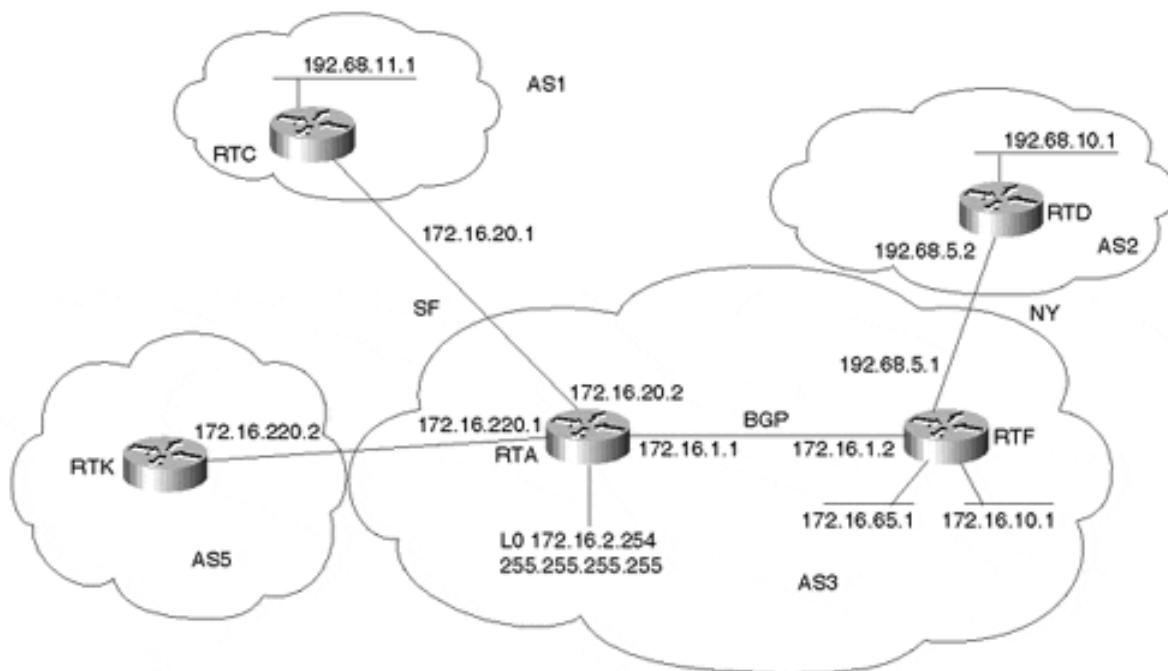 192.68.11.1
AS1
RTC
192.68.10.1
RTD
172.16.20.1
192.68.5.2
AS2
SF
NY
192.68.5.1
172.16.20.2
172.16.220.1
BGP
172.16.220.2
RTK
RTA
172.16.1.1
172.16.1.2
RTF
172.16.65.1
172.16.10.1
L0 172.16.2.254
255.255.255.255
AS5
AS3